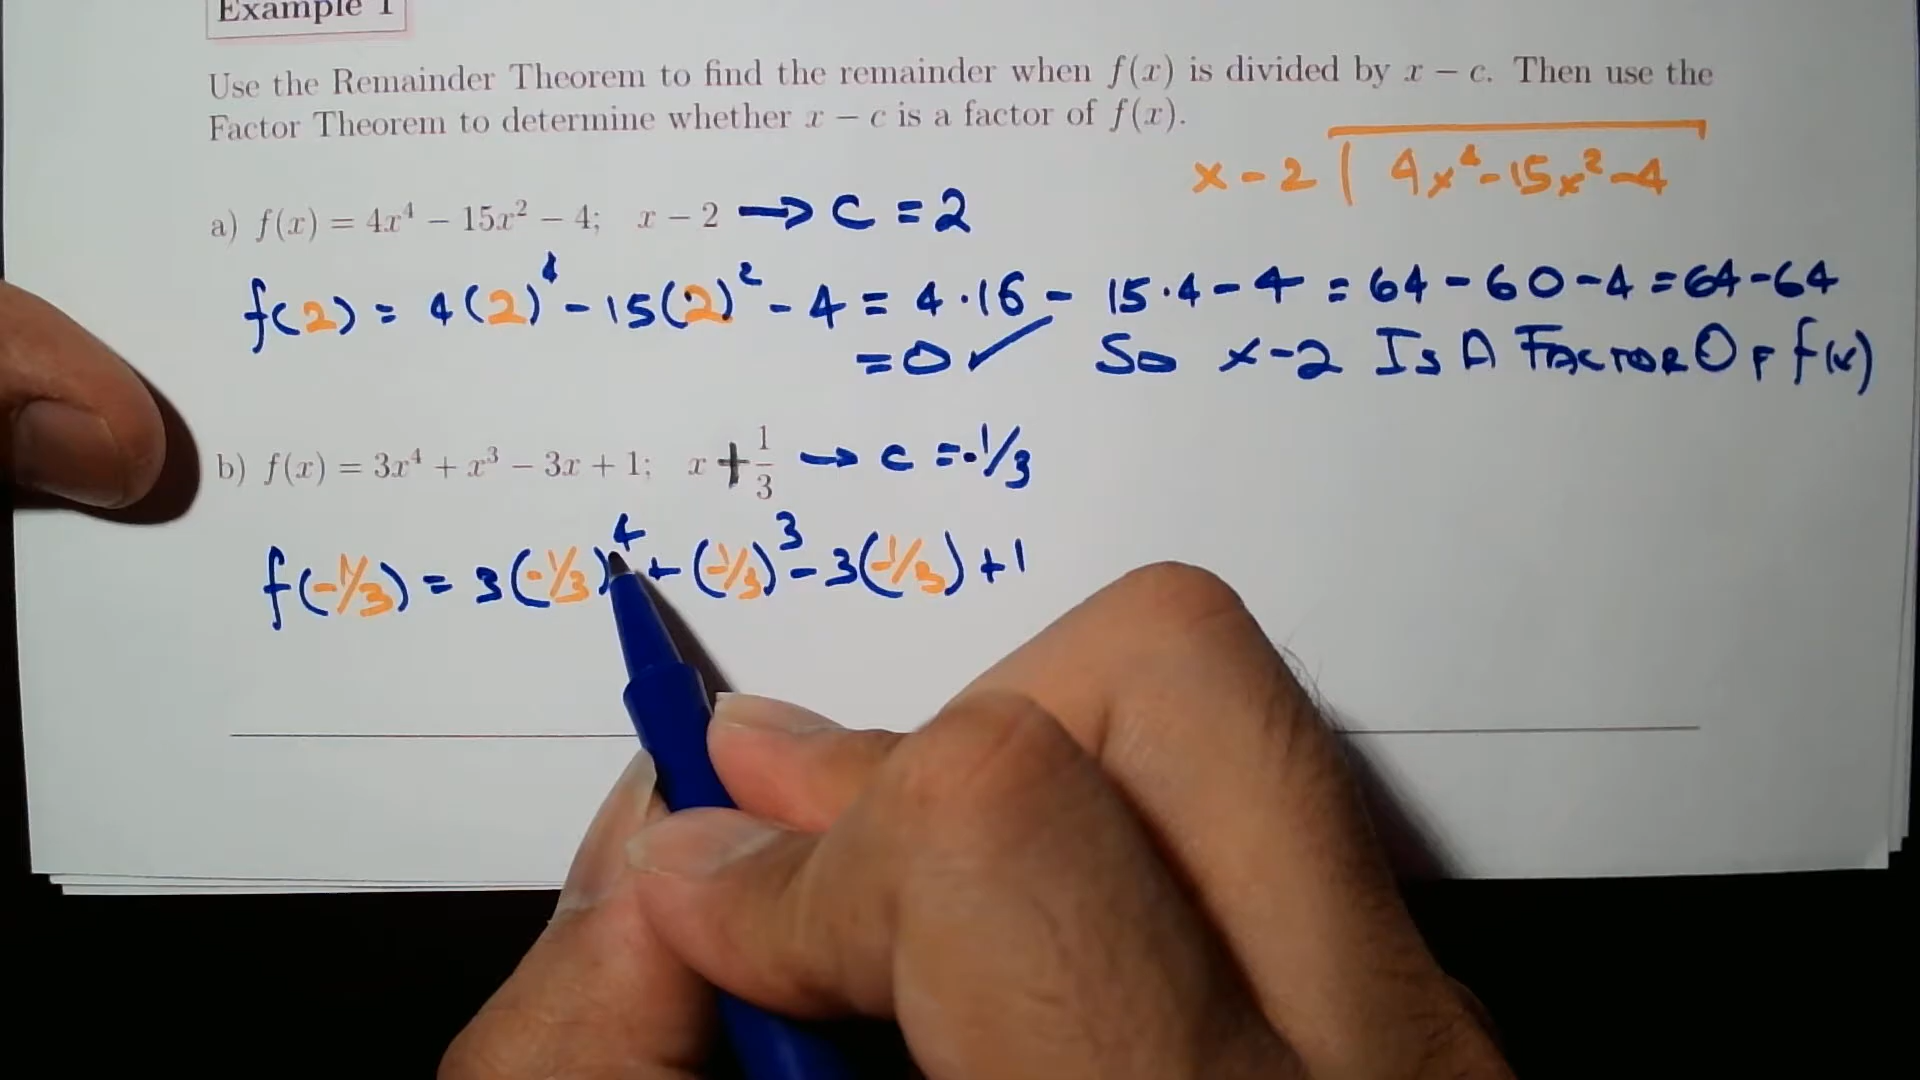 Example 1
Use the Remainder Theorem to find the remainder when f(x) is divided by x − c. Then use the
Factor Theorem to determine whether x − c is a factor of f(x).
x - 2 | 4x⁴ - 15x² - 4
a) f(x) = 4x⁴ − 15x² − 4; x − 2 → c = 2
f(2) = 4(2)⁴ - 15(2)² - 4 = 4·16 - 15·4 - 4 = 64 - 60 - 4 = 64 - 64
= 0 ✓ So x-2 Is A Factor Of f(x)
b) f(x) = 3x⁴ + x³ − 3x + 1; x + 1/3 → c = -1/3
f(-1/3) = 3(-1/3)⁴ + (-1/3)³ - 3(-1/3) + 1